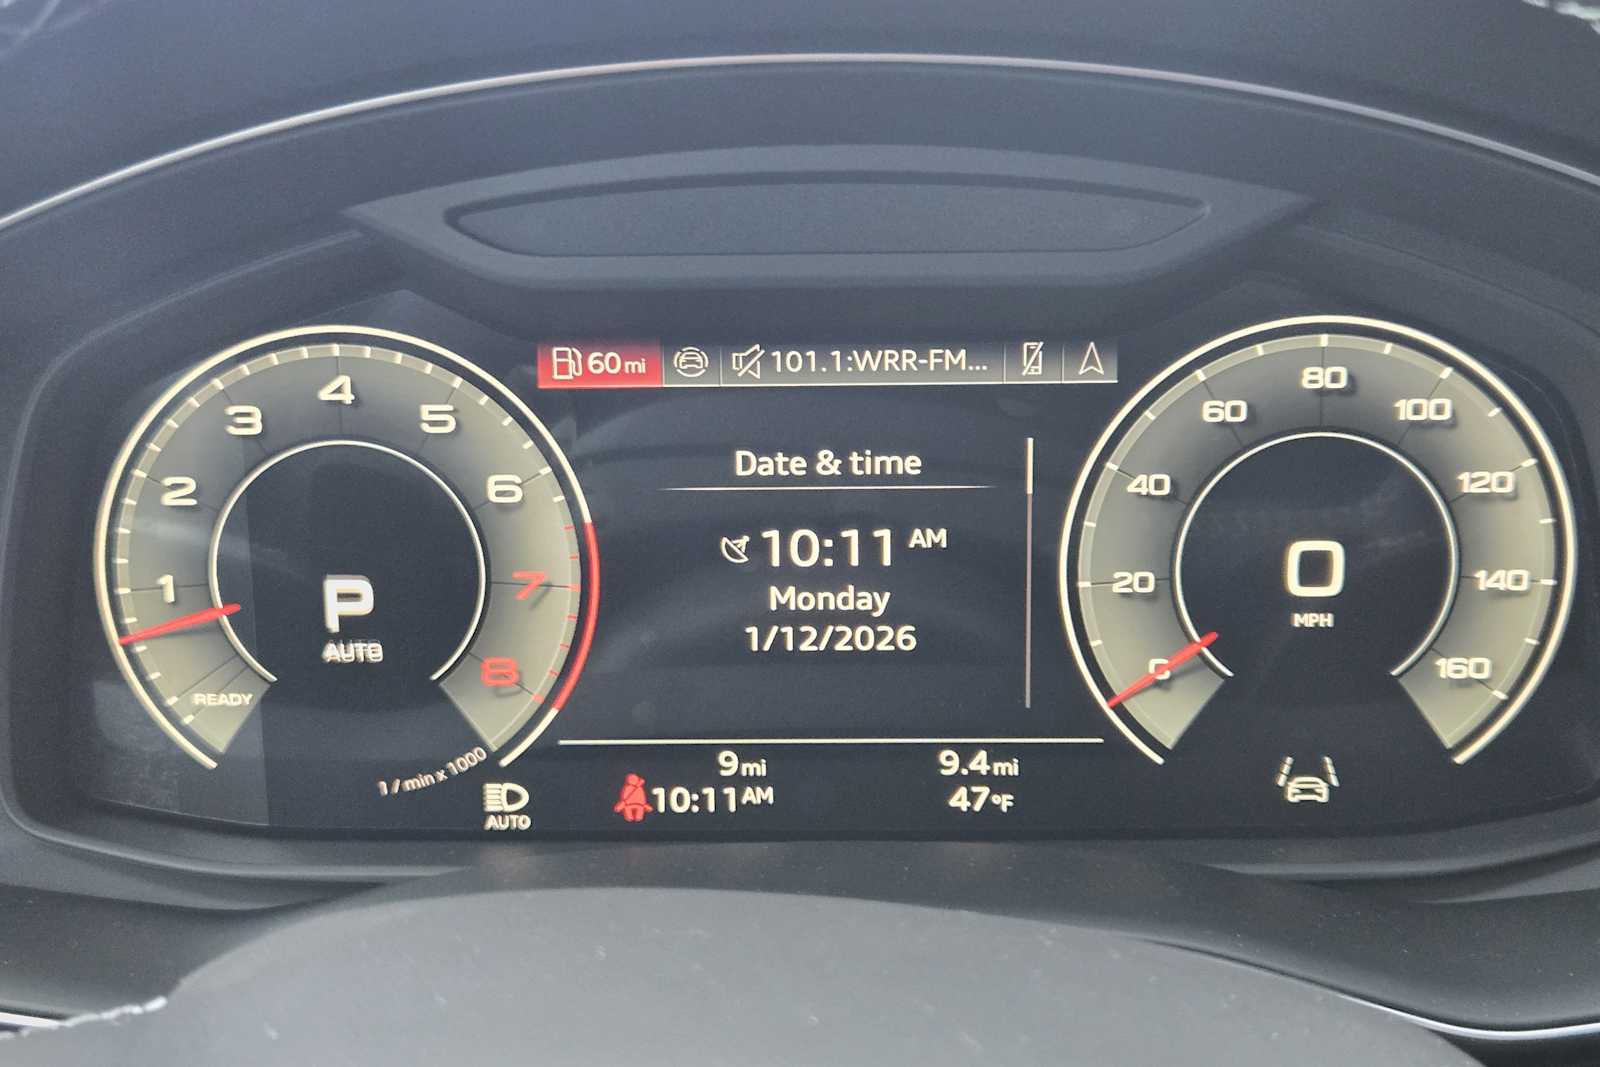 60 mi
101.1:WRR-FM...
Date & time
10:11 AM
Monday
1/12/2026
1
2
3
4
5
6
7
8
READY
1 / min x 1000
P
AUTO
0
20
40
60
80
100
120
140
160
0
MPH
AUTO
9 mi
9.4 mi
10:11 AM
47 °F